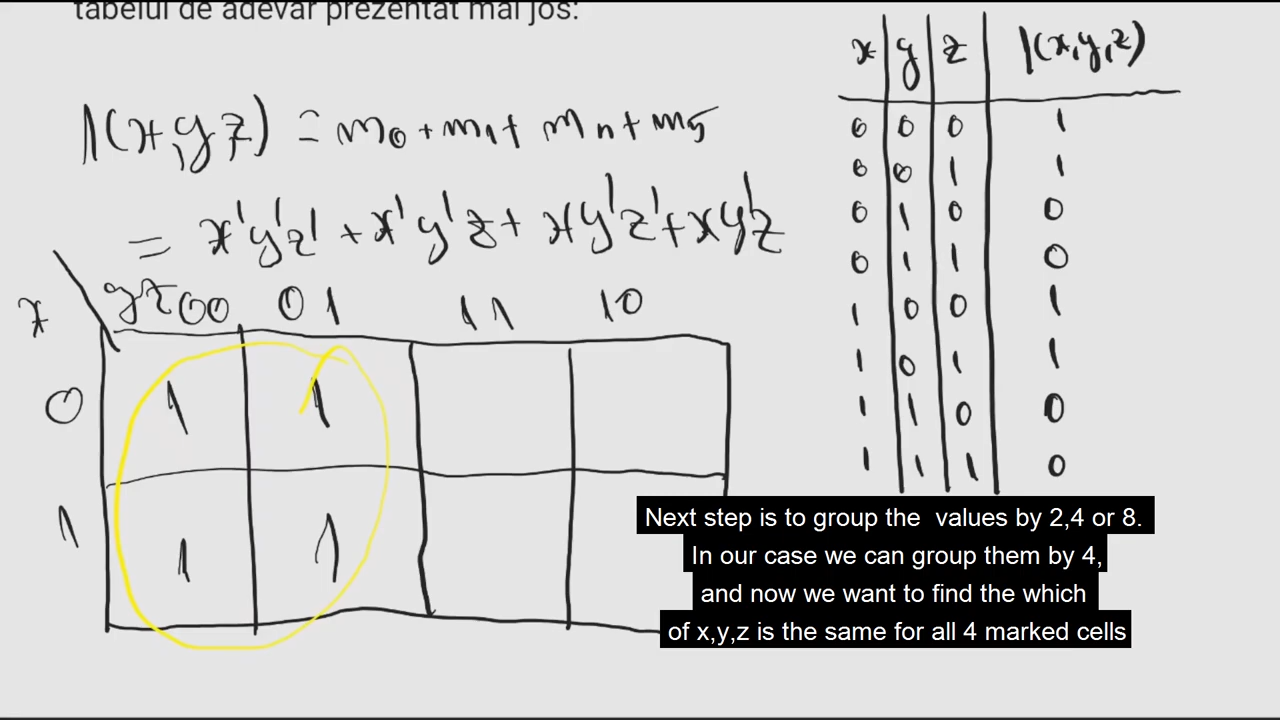 tabelul de adevăr prezentat mai jos:
f(x,y,z) = m0 + m1 + m4 + m5
= x'y'z' + x'y'z + xy'z' + xy'z
x yz 00 01 11 10
0 1 1
1 1 1
x y z f(x,y,z)
0 0 0 1
0 0 1 1
0 1 0 0
0 1 1 0
1 0 0 1
1 0 1 1
1 1 0 0
1 1 1 0
Next step is to group the values by 2,4 or 8.
In our case we can group them by 4,
and now we want to find the which
of x,y,z is the same for all 4 marked cells